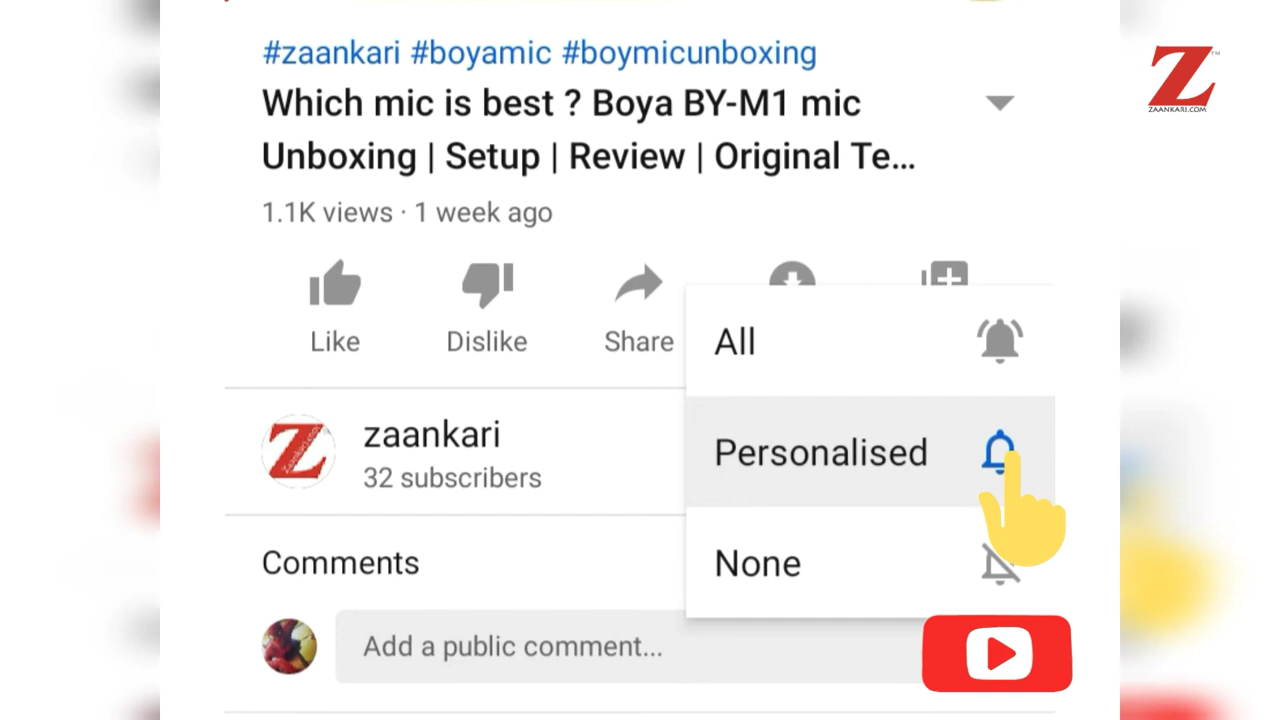 #zaankari #boyamic #boymicunboxing
Which mic is best ? Boya BY-M1 mic
Unboxing | Setup | Review | Original Te...
1.1K views · 1 week ago
Like
Dislike
Share
All
Personalised
None
zaankari
32 subscribers
Comments
Add a public comment...
Z™
ZAANKARI.COM